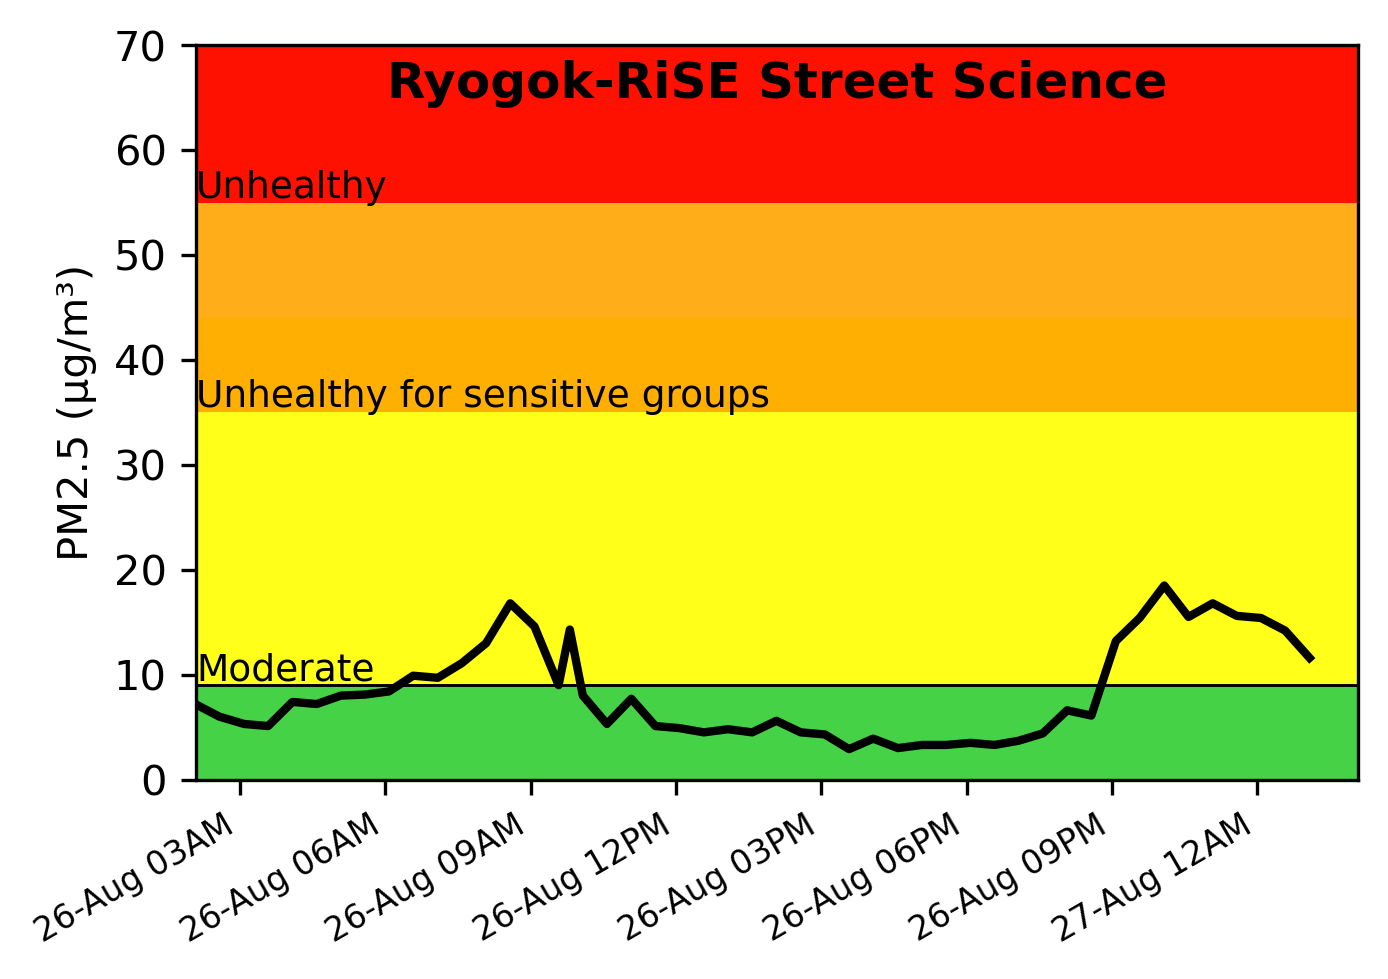 Ryogok-RiSE Street Science
PM2.5 (µg/m³)
70
60
50
40
30
20
10
0
Unhealthy
Unhealthy for sensitive groups
Moderate
26-Aug 03AM
26-Aug 06AM
26-Aug 09AM
26-Aug 12PM
26-Aug 03PM
26-Aug 06PM
26-Aug 09PM
27-Aug 12AM